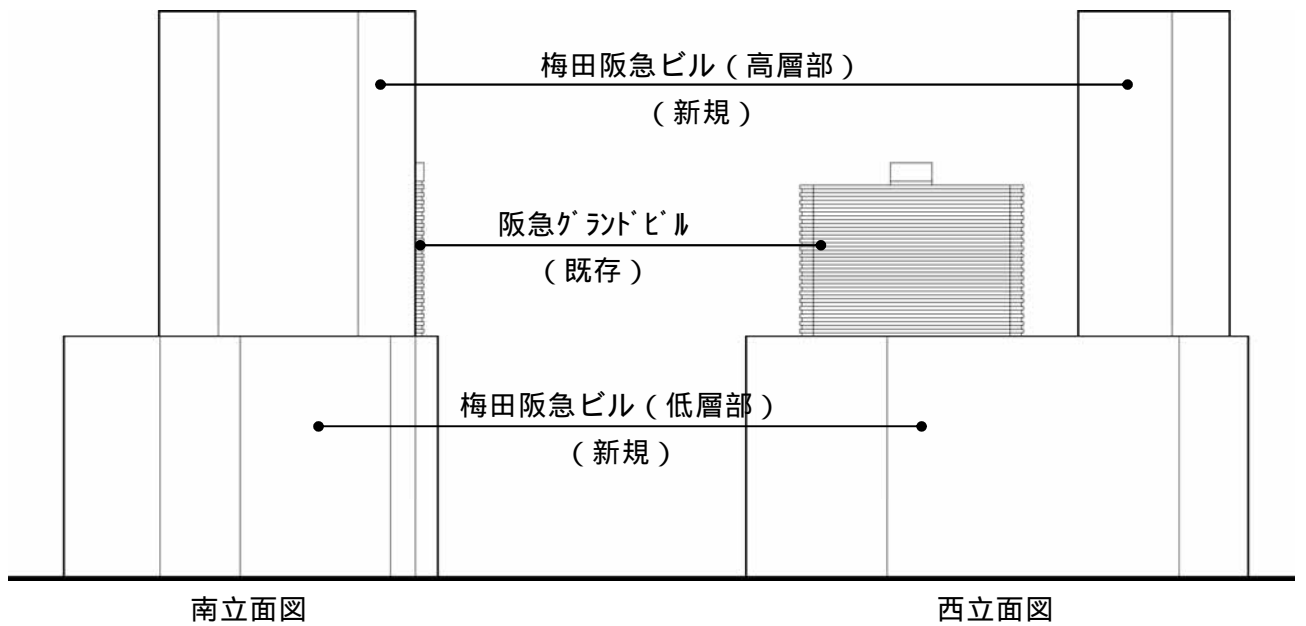 梅田阪急ビル（高層部）
（新規）
阪急ｸﾞﾗﾝﾄﾞﾋﾞﾙ
（既存）
梅田阪急ビル（低層部）
（新規）
南立面図
西立面図